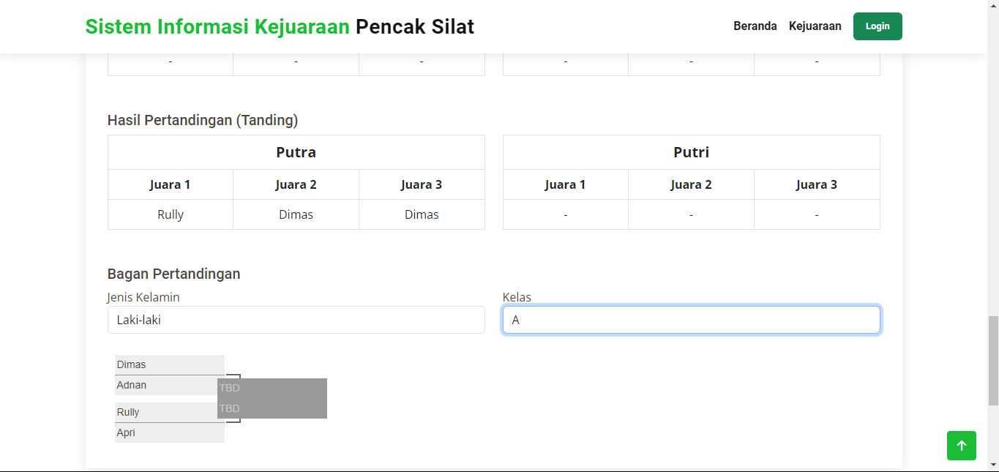 Sistem Informasi Kejuaraan Pencak Silat Beranda Kejuaraan Login
- - - - - -
Hasil Pertandingan (Tanding)
Putra Putri
Juara 1 Juara 2 Juara 3 Juara 1 Juara 2 Juara 3
Rully Dimas Dimas - - -
Bagan Pertandingan
Jenis Kelamin Kelas
Laki-laki A
Dimas
Adnan TBD
Rully TBD
Apri